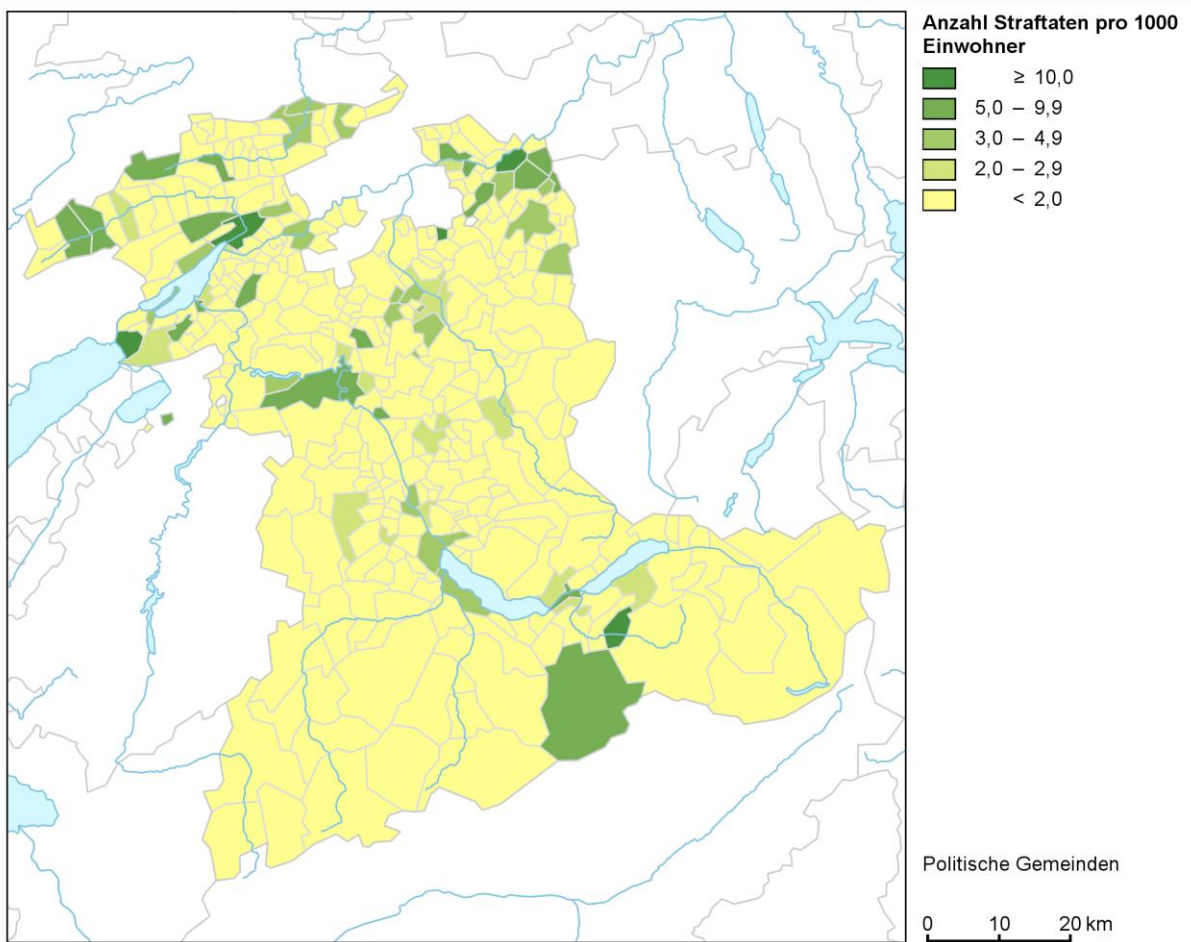 Anzahl Straftaten pro 1000
Einwohner
≥ 10,0
5,0 – 9,9
3,0 – 4,9
2,0 – 2,9
< 2,0
Politische Gemeinden
0 10 20 km